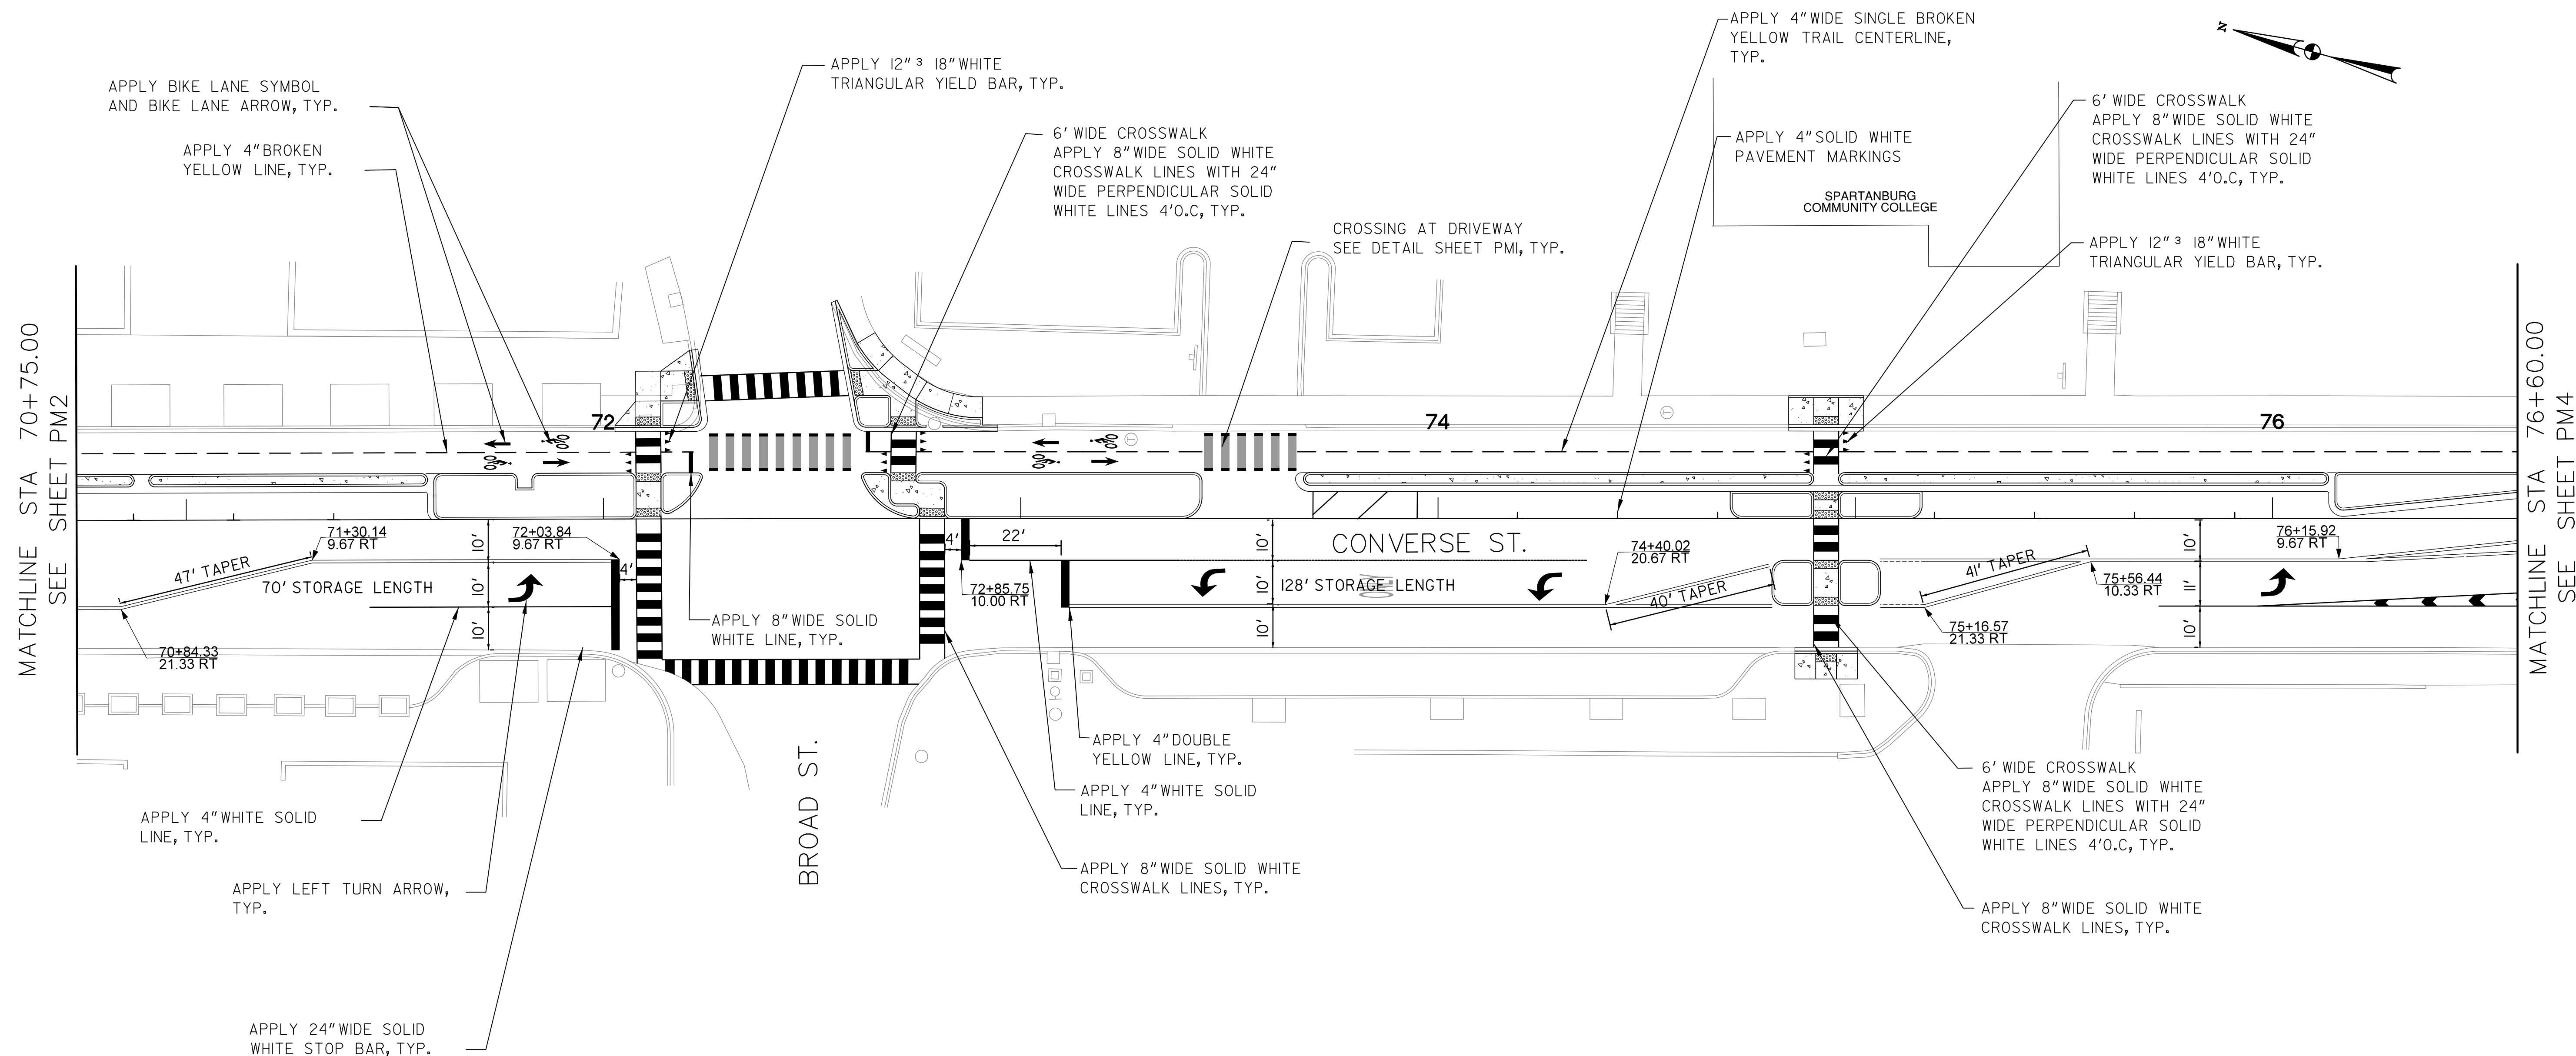 APPLY 4" WIDE SINGLE BROKEN
YELLOW TRAIL CENTERLINE,
TYP.
N
APPLY 12" ³ 18" WHITE
TRIANGULAR YIELD BAR, TYP.
APPLY BIKE LANE SYMBOL
AND BIKE LANE ARROW, TYP.
6' WIDE CROSSWALK
APPLY 8" WIDE SOLID WHITE
CROSSWALK LINES WITH 24"
WIDE PERPENDICULAR SOLID
WHITE LINES 4' O.C, TYP.
6' WIDE CROSSWALK
APPLY 8" WIDE SOLID WHITE
CROSSWALK LINES WITH 24"
WIDE PERPENDICULAR SOLID
WHITE LINES 4' O.C, TYP.
APPLY 4" SOLID WHITE
PAVEMENT MARKINGS
APPLY 4" BROKEN
YELLOW LINE, TYP.
SPARTANBURG
COMMUNITY COLLEGE
CROSSING AT DRIVEWAY
SEE DETAIL SHEET PM1, TYP.
APPLY 12" ³ 18" WHITE
TRIANGULAR YIELD BAR, TYP.
MATCHLINE STA 70+75.00
SEE SHEET PM2
72
74
76
MATCHLINE STA 76+60.00
SEE SHEET PM4
71+30.14
9.67 RT
72+03.84
9.67 RT
10'
10'
10'
47' TAPER
70' STORAGE LENGTH
4'
70+84.33
21.33 RT
4'
22'
72+85.75
10.00 RT
10'
10'
10'
CONVERSE ST.
128' STORAGE LENGTH
74+40.02
20.67 RT
40' TAPER
41' TAPER
75+56.44
10.33 RT
75+16.57
21.33 RT
10'
11'
10'
76+15.92
9.67 RT
APPLY 8" WIDE SOLID
WHITE LINE, TYP.
BROAD ST.
APPLY 4" DOUBLE
YELLOW LINE, TYP.
APPLY 4" WHITE SOLID
LINE, TYP.
6' WIDE CROSSWALK
APPLY 8" WIDE SOLID WHITE
CROSSWALK LINES WITH 24"
WIDE PERPENDICULAR SOLID
WHITE LINES 4' O.C, TYP.
APPLY 4" WHITE SOLID
LINE, TYP.
APPLY 8" WIDE SOLID WHITE
CROSSWALK LINES, TYP.
APPLY LEFT TURN ARROW,
TYP.
APPLY 8" WIDE SOLID WHITE
CROSSWALK LINES, TYP.
APPLY 24" WIDE SOLID
WHITE STOP BAR, TYP.